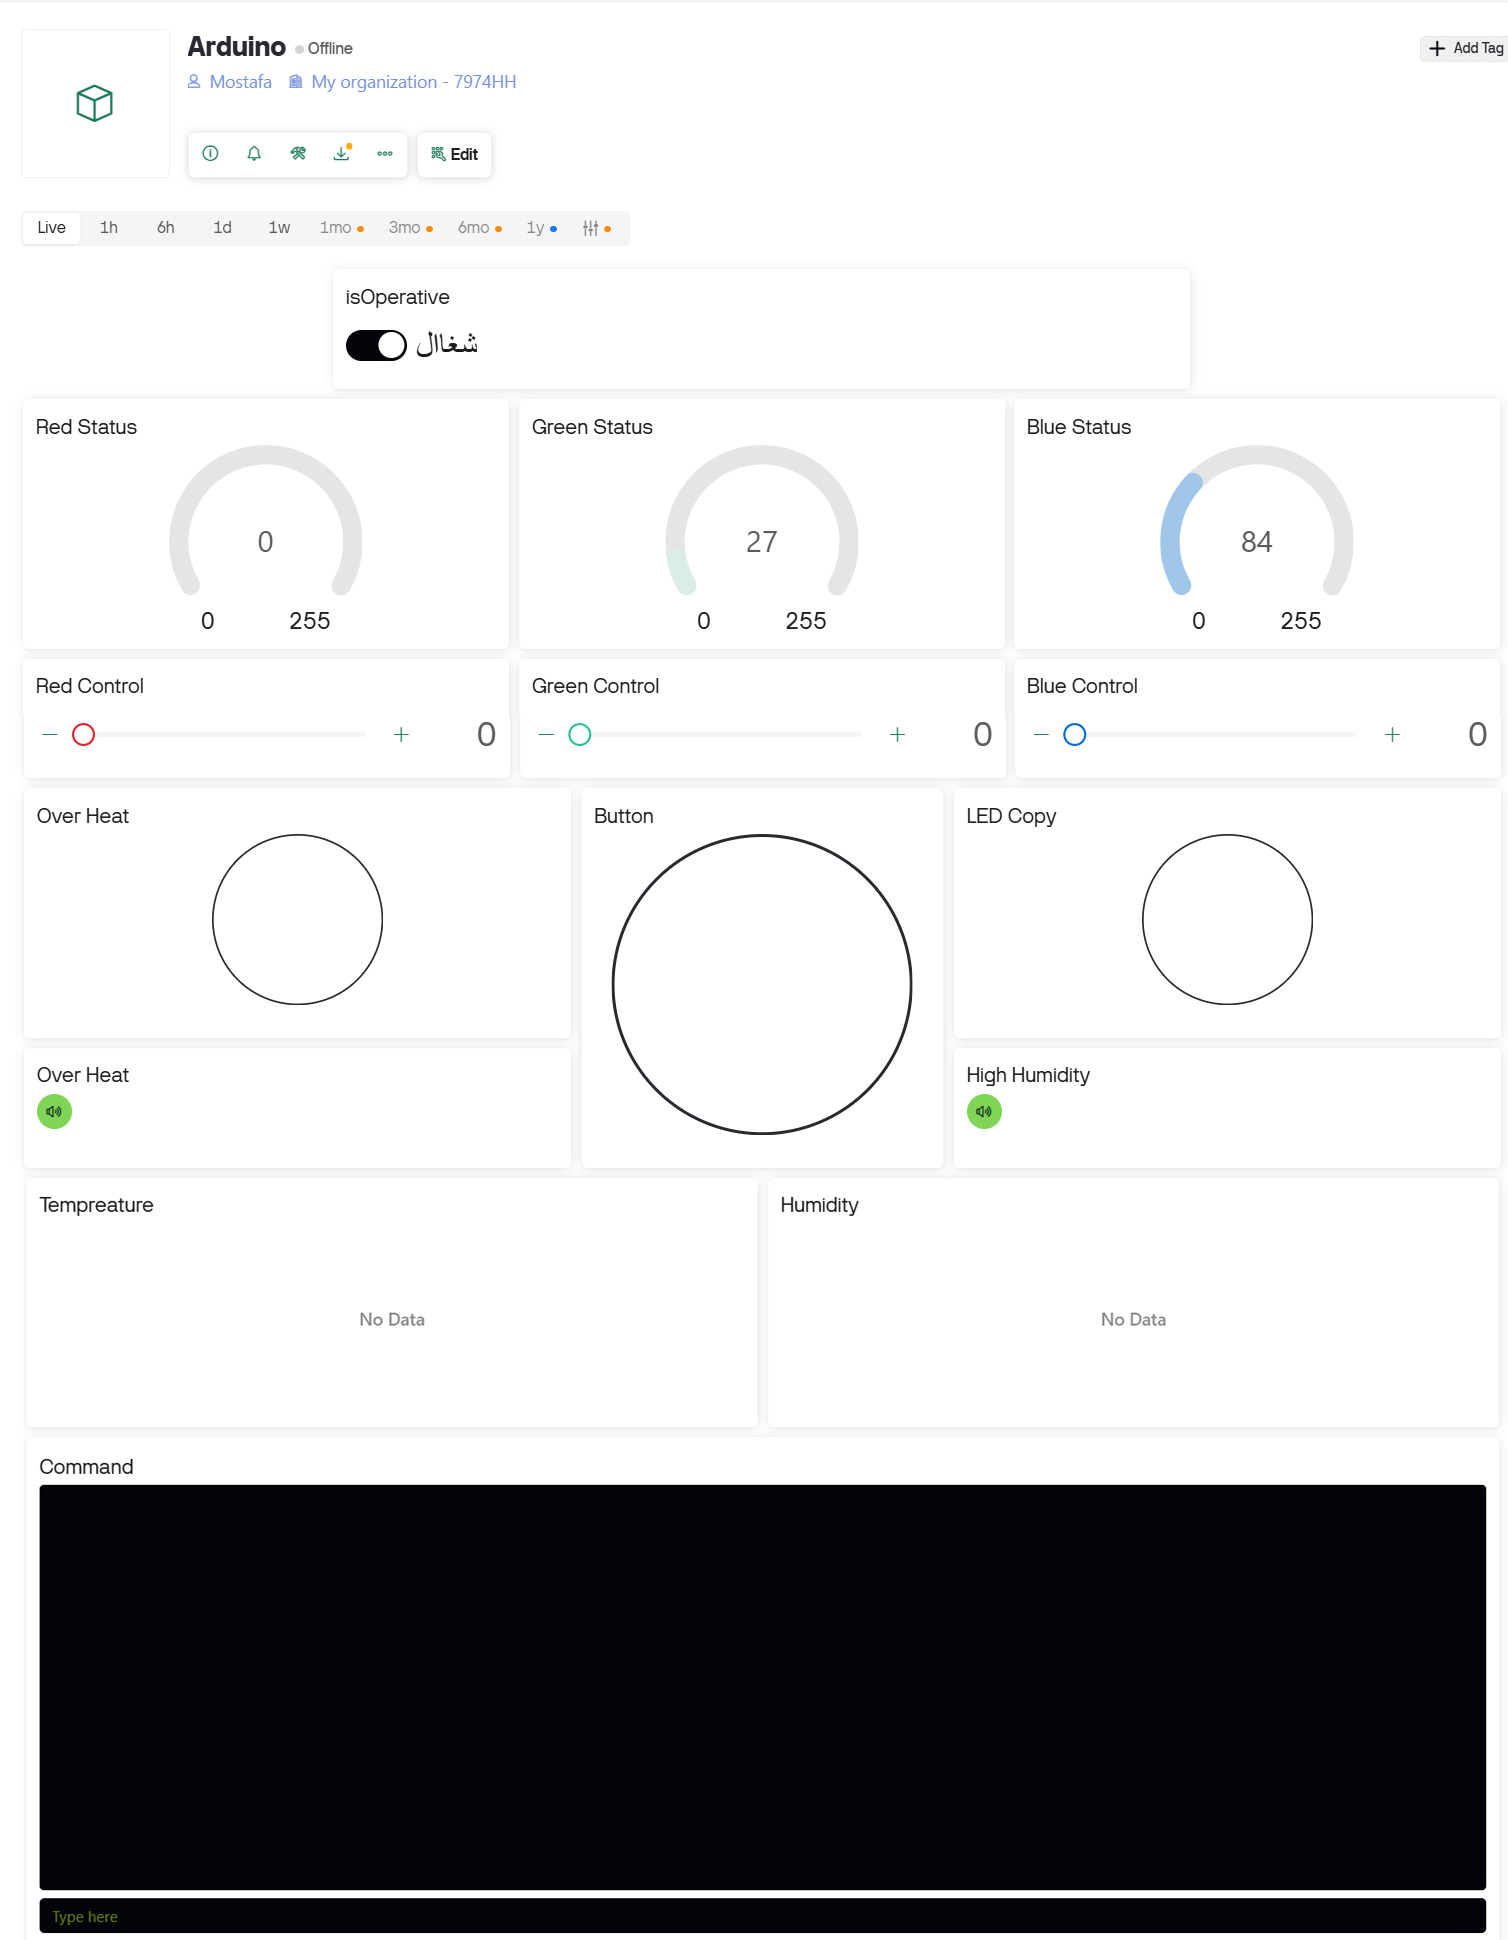 Arduino Offline
Mostafa My organization - 7974HH
Add Tag
Edit
Live 1h 6h 1d 1w 1mo 3mo 6mo 1y
isOperative
شغاال
Red Status Green Status Blue Status
0 27 84
0 255 0 255 0 255
Red Control Green Control Blue Control
0 0 0
Over Heat Button LED Copy
Over Heat High Humidity
Tempreature Humidity
No Data No Data
Command
Type here